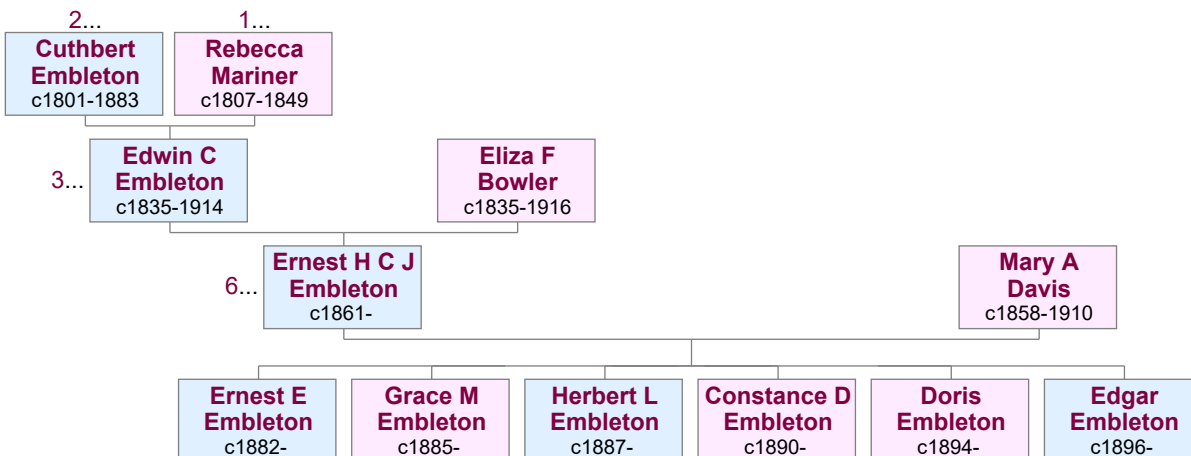 2... 1...
Cuthbert Rebecca
Embleton Mariner
c1801-1883 c1807-1849
Edwin C Eliza F
3... Embleton Bowler
c1835-1914 c1835-1916
Ernest H C J Mary A
6... Embleton Davis
c1861- c1858-1910
Ernest E Grace M Herbert L Constance D Doris Edgar
Embleton Embleton Embleton Embleton Embleton Embleton
c1882- c1885- c1887- c1890- c1894- c1896-